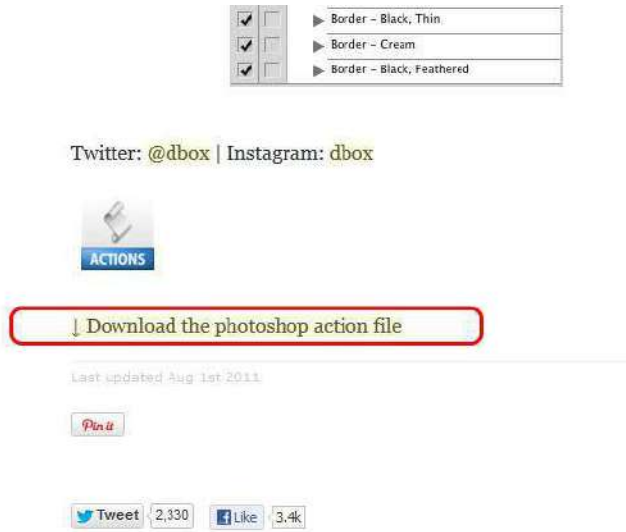 Border - Black, Thin
Border - Cream
Border - Black, Feathered
Twitter: @dbox | Instagram: dbox
ACTIONS
↓ Download the photoshop action file
Last updated Aug 1st 2011
Pin it
Tweet 2,330 Like 3.4k